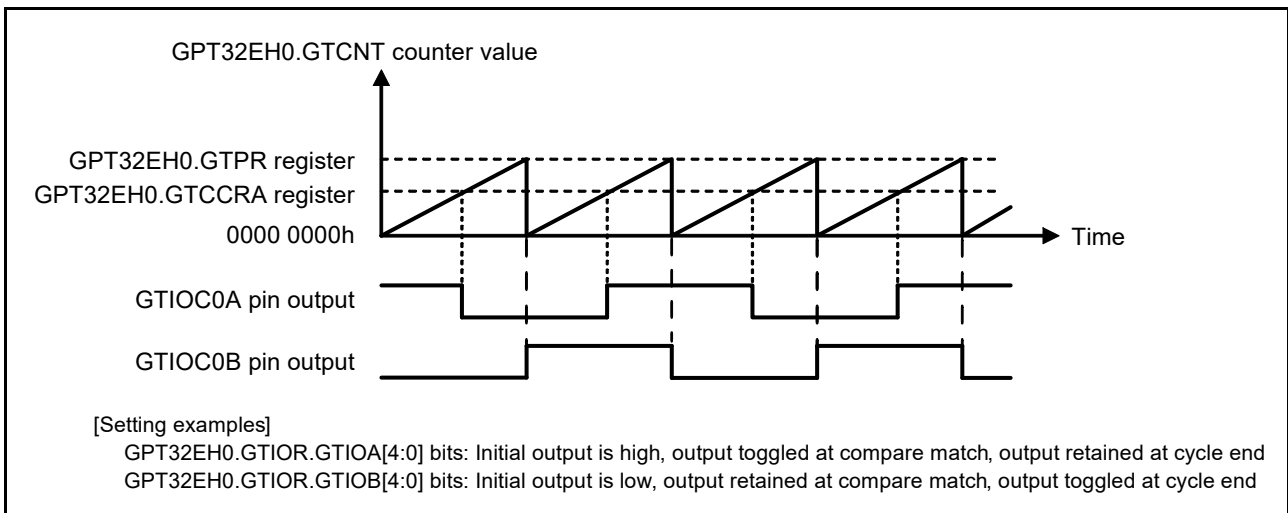 GPT32EH0.GTCNT counter value
GPT32EH0.GTPR register
GPT32EH0.GTCCRA register
0000 0000h
Time
GTIOC0A pin output
GTIOC0B pin output
[Setting examples]
GPT32EH0.GTIOR.GTIOA[4:0] bits: Initial output is high, output toggled at compare match, output retained at cycle end
GPT32EH0.GTIOR.GTIOB[4:0] bits: Initial output is low, output retained at compare match, output toggled at cycle end